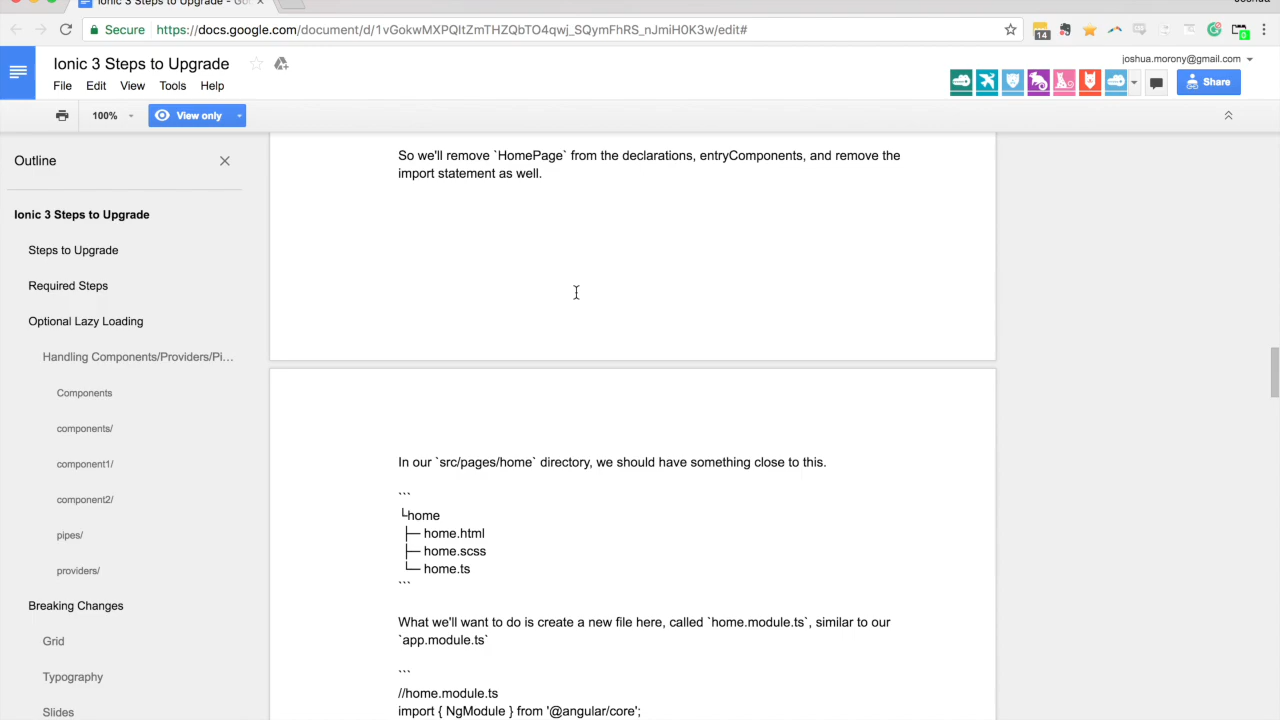 Ionic 3 Steps to Upgrade - Go
Joshua
Secure
https://docs.google.com/document/d/1vGokwMXPQItZmTHZQbTO4qwj_SQymFhRS_nJmiH0K3w/edit#
14
0
Ionic 3 Steps to Upgrade
joshua.morony@gmail.com
File Edit View Tools Help
Share
100%
View only
Outline
Ionic 3 Steps to Upgrade
Steps to Upgrade
Required Steps
Optional Lazy Loading
Handling Components/Providers/Pi...
Components
components/
component1/
component2/
pipes/
providers/
Breaking Changes
Grid
Typography
Slides
So we'll remove `HomePage` from the declarations, entryComponents, and remove the
import statement as well.
In our `src/pages/home` directory, we should have something close to this.
```
└home
├─ home.html
├─ home.scss
└─ home.ts
```
What we'll want to do is create a new file here, called `home.module.ts`, similar to our
`app.module.ts`
```
//home.module.ts
import { NgModule } from '@angular/core';